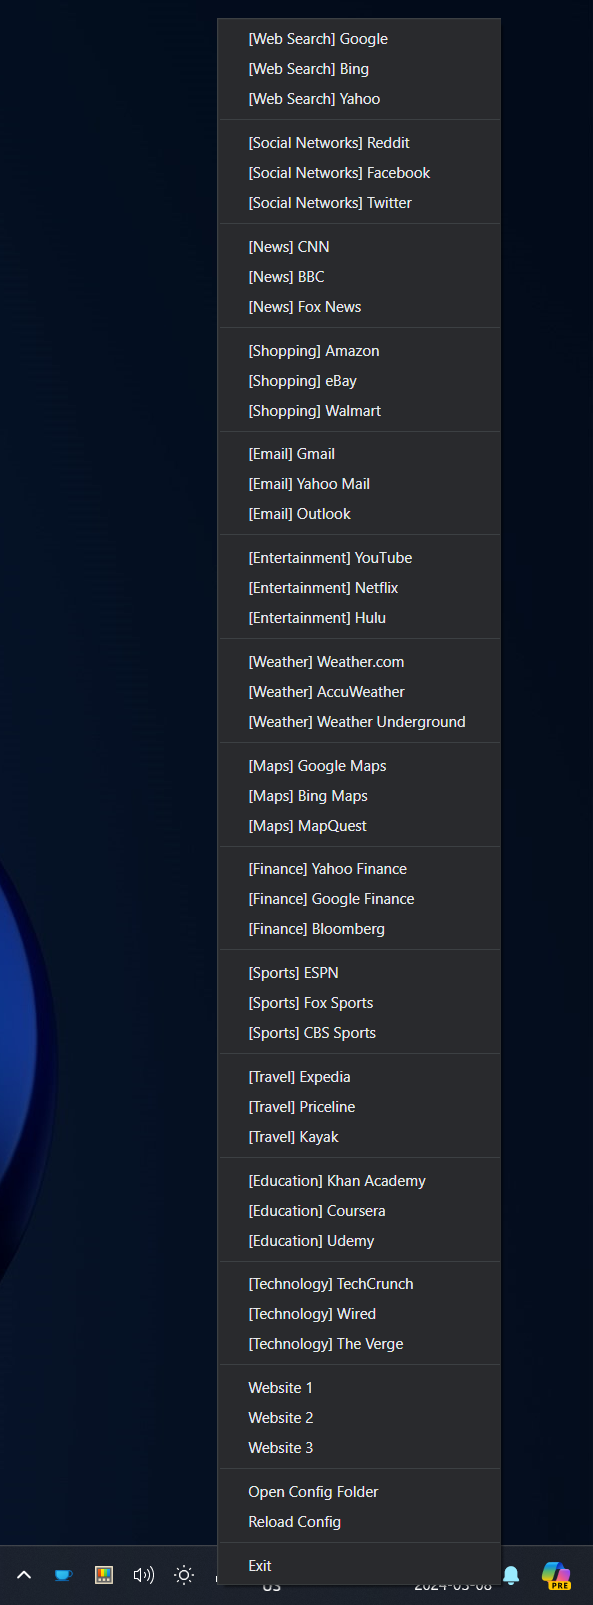 [Web Search] Google
[Web Search] Bing
[Web Search] Yahoo
[Social Networks] Reddit
[Social Networks] Facebook
[Social Networks] Twitter
[News] CNN
[News] BBC
[News] Fox News
[Shopping] Amazon
[Shopping] eBay
[Shopping] Walmart
[Email] Gmail
[Email] Yahoo Mail
[Email] Outlook
[Entertainment] YouTube
[Entertainment] Netflix
[Entertainment] Hulu
[Weather] Weather.com
[Weather] AccuWeather
[Weather] Weather Underground
[Maps] Google Maps
[Maps] Bing Maps
[Maps] MapQuest
[Finance] Yahoo Finance
[Finance] Google Finance
[Finance] Bloomberg
[Sports] ESPN
[Sports] Fox Sports
[Sports] CBS Sports
[Travel] Expedia
[Travel] Priceline
[Travel] Kayak
[Education] Khan Academy
[Education] Coursera
[Education] Udemy
[Technology] TechCrunch
[Technology] Wired
[Technology] The Verge
Website 1
Website 2
Website 3
Open Config Folder
Reload Config
Exit
US
2024-03-08
PRE